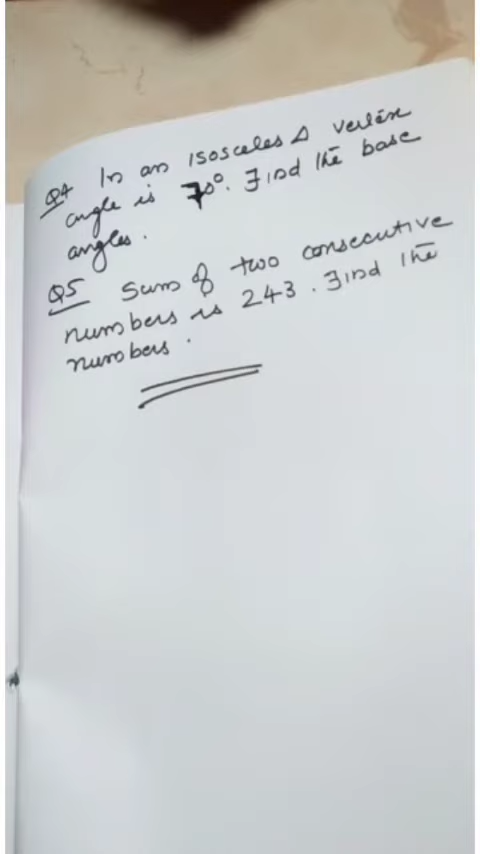 Q4 In an isosceles Δ vertex
angle is 70°. Find the base
angles.
Q5 Sum of two consecutive
numbers is 243. Find the
numbers.